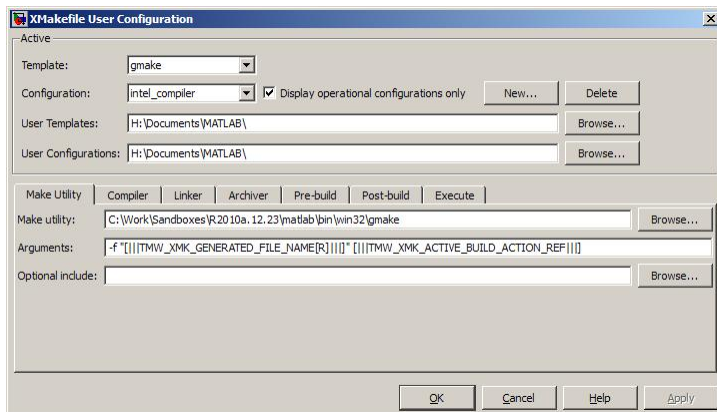 XMakefile User Configuration
Active
Template: gmake
Configuration: intel_compiler Display operational configurations only New... Delete
User Templates: H:\Documents\MATLAB\ Browse...
User Configurations: H:\Documents\MATLAB\ Browse...
Make Utility Compiler Linker Archiver Pre-build Post-build Execute
Make utility: C:\Work\Sandboxes\R2010a.12.23\matlab\bin\win32\gmake Browse...
Arguments: -f "[|||TMW_XMK_GENERATED_FILE_NAME[R]|||]" [|||TMW_XMK_ACTIVE_BUILD_ACTION_REF|||]
Optional include: Browse...
OK Cancel Help Apply